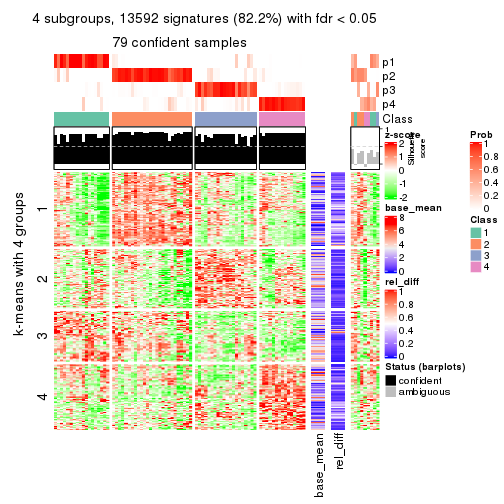 4 subgroups, 13592 signatures (82.2%) with fdr < 0.05
79 confident samples
p1
p2
p3
p4
Class
1
Silhouette
score
k-means with 4 groups
1
2
3
4
base_mean
rel_diff
z-score
2
1
0
-1
-2
base_mean
8
6
4
2
0
rel_diff
1
0.8
0.6
0.4
0.2
0
Status (barplots)
confident
ambiguous
Prob
1
0.8
0.6
0.4
0.2
0
Class
1
2
3
4